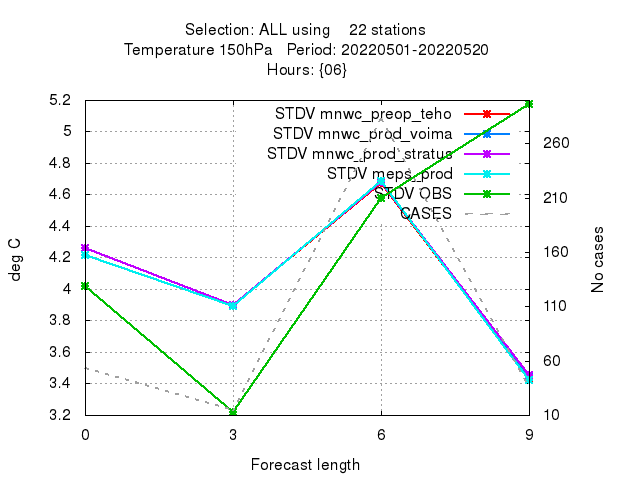 Selection: ALL using    22 stations
Temperature 150hPa   Period: 20220501-20220520
Hours: {06}
STDV mnwc_preop_teho
STDV mnwc_prod_voima
STDV mnwc_prod_stratus
STDV meps_prod
STDV OBS
CASES
5.2
5
4.8
4.6
4.4
4.2
4
3.8
3.6
3.4
3.2
deg C
260
210
160
110
60
10
No cases
0 3 6 9
Forecast length